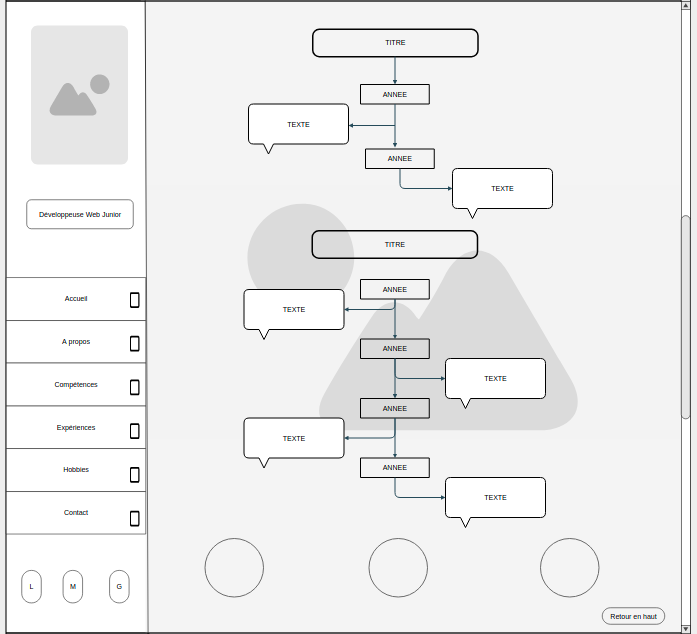 Développeuse Web Junior
Accueil
A propos
Compétences
Expériences
Hobbies
Contact
L
M
G
TITRE
ANNEE
TEXTE
ANNEE
TEXTE
TITRE
ANNEE
TEXTE
ANNEE
TEXTE
ANNEE
TEXTE
ANNEE
TEXTE
Retour en haut